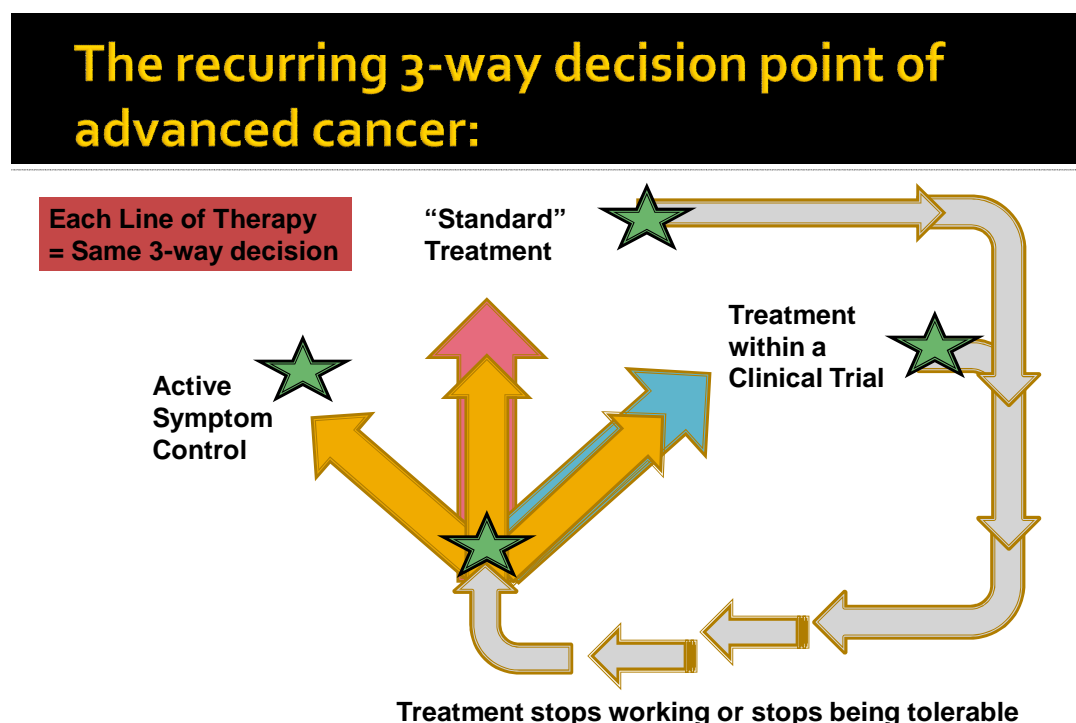 The recurring 3-way decision point of
advanced cancer:
Each Line of Therapy
= Same 3-way decision
“Standard”
Treatment
Treatment
within a
Clinical Trial
Active
Symptom
Control
Treatment stops working or stops being tolerable